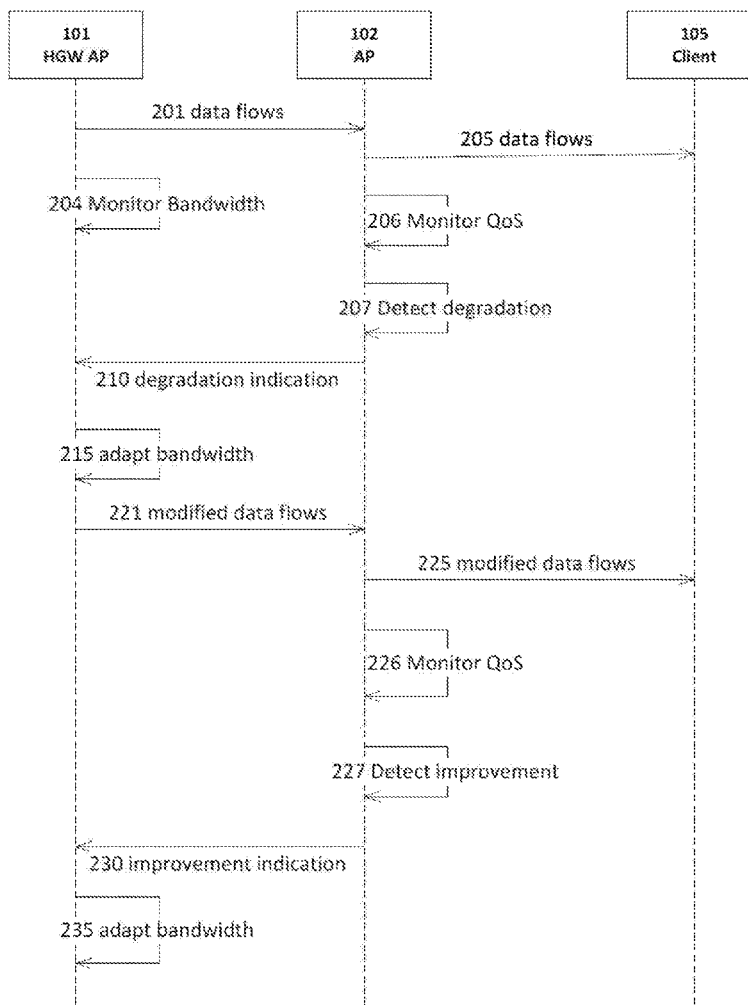 101
HGW AP
102
AP
105
Client
201 data flows
205 data flows
204 Monitor Bandwidth
206 Monitor QoS
207 Detect degradation
210 degradation indication
215 adapt bandwidth
221 modified data flows
225 modified data flows
226 Monitor QoS
227 Detect improvement
230 improvement indication
235 adapt bandwidth